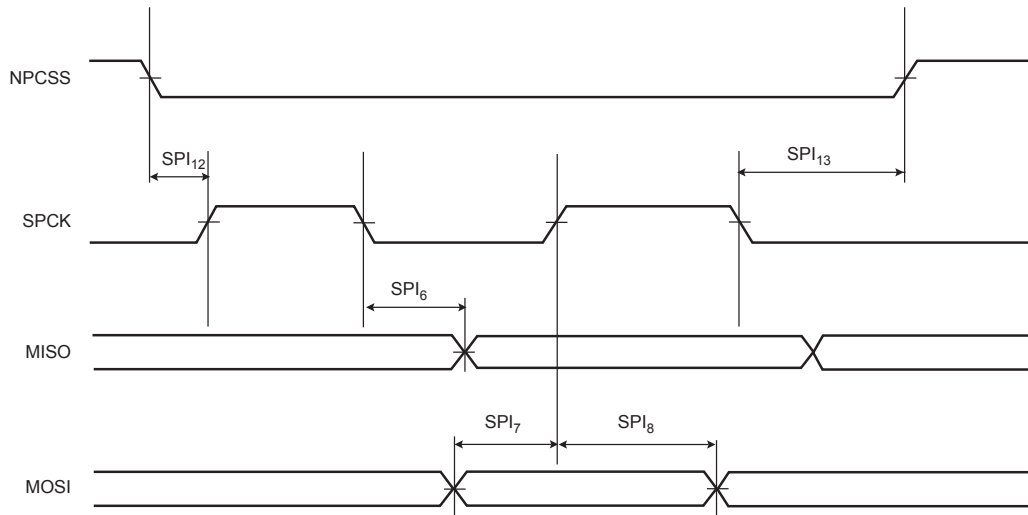 NPCSS
SPI₁₂
SPI₁₃
SPCK
SPI₆
MISO
SPI₇
SPI₈
MOSI